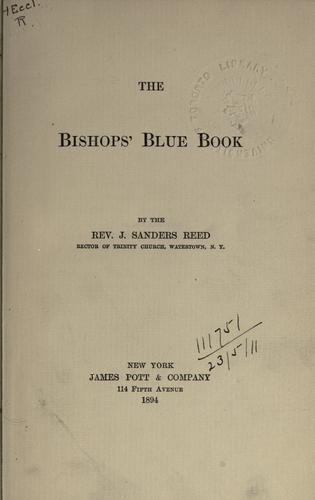 HEccl.
R
THE
BISHOPS' BLUE BOOK
BY THE
REV. J. SANDERS REED
RECTOR OF TRINITY CHURCH, WATERTOWN, N. Y.
111751
23/5/11
NEW YORK
JAMES POTT & COMPANY
114 FIFTH AVENUE
1894